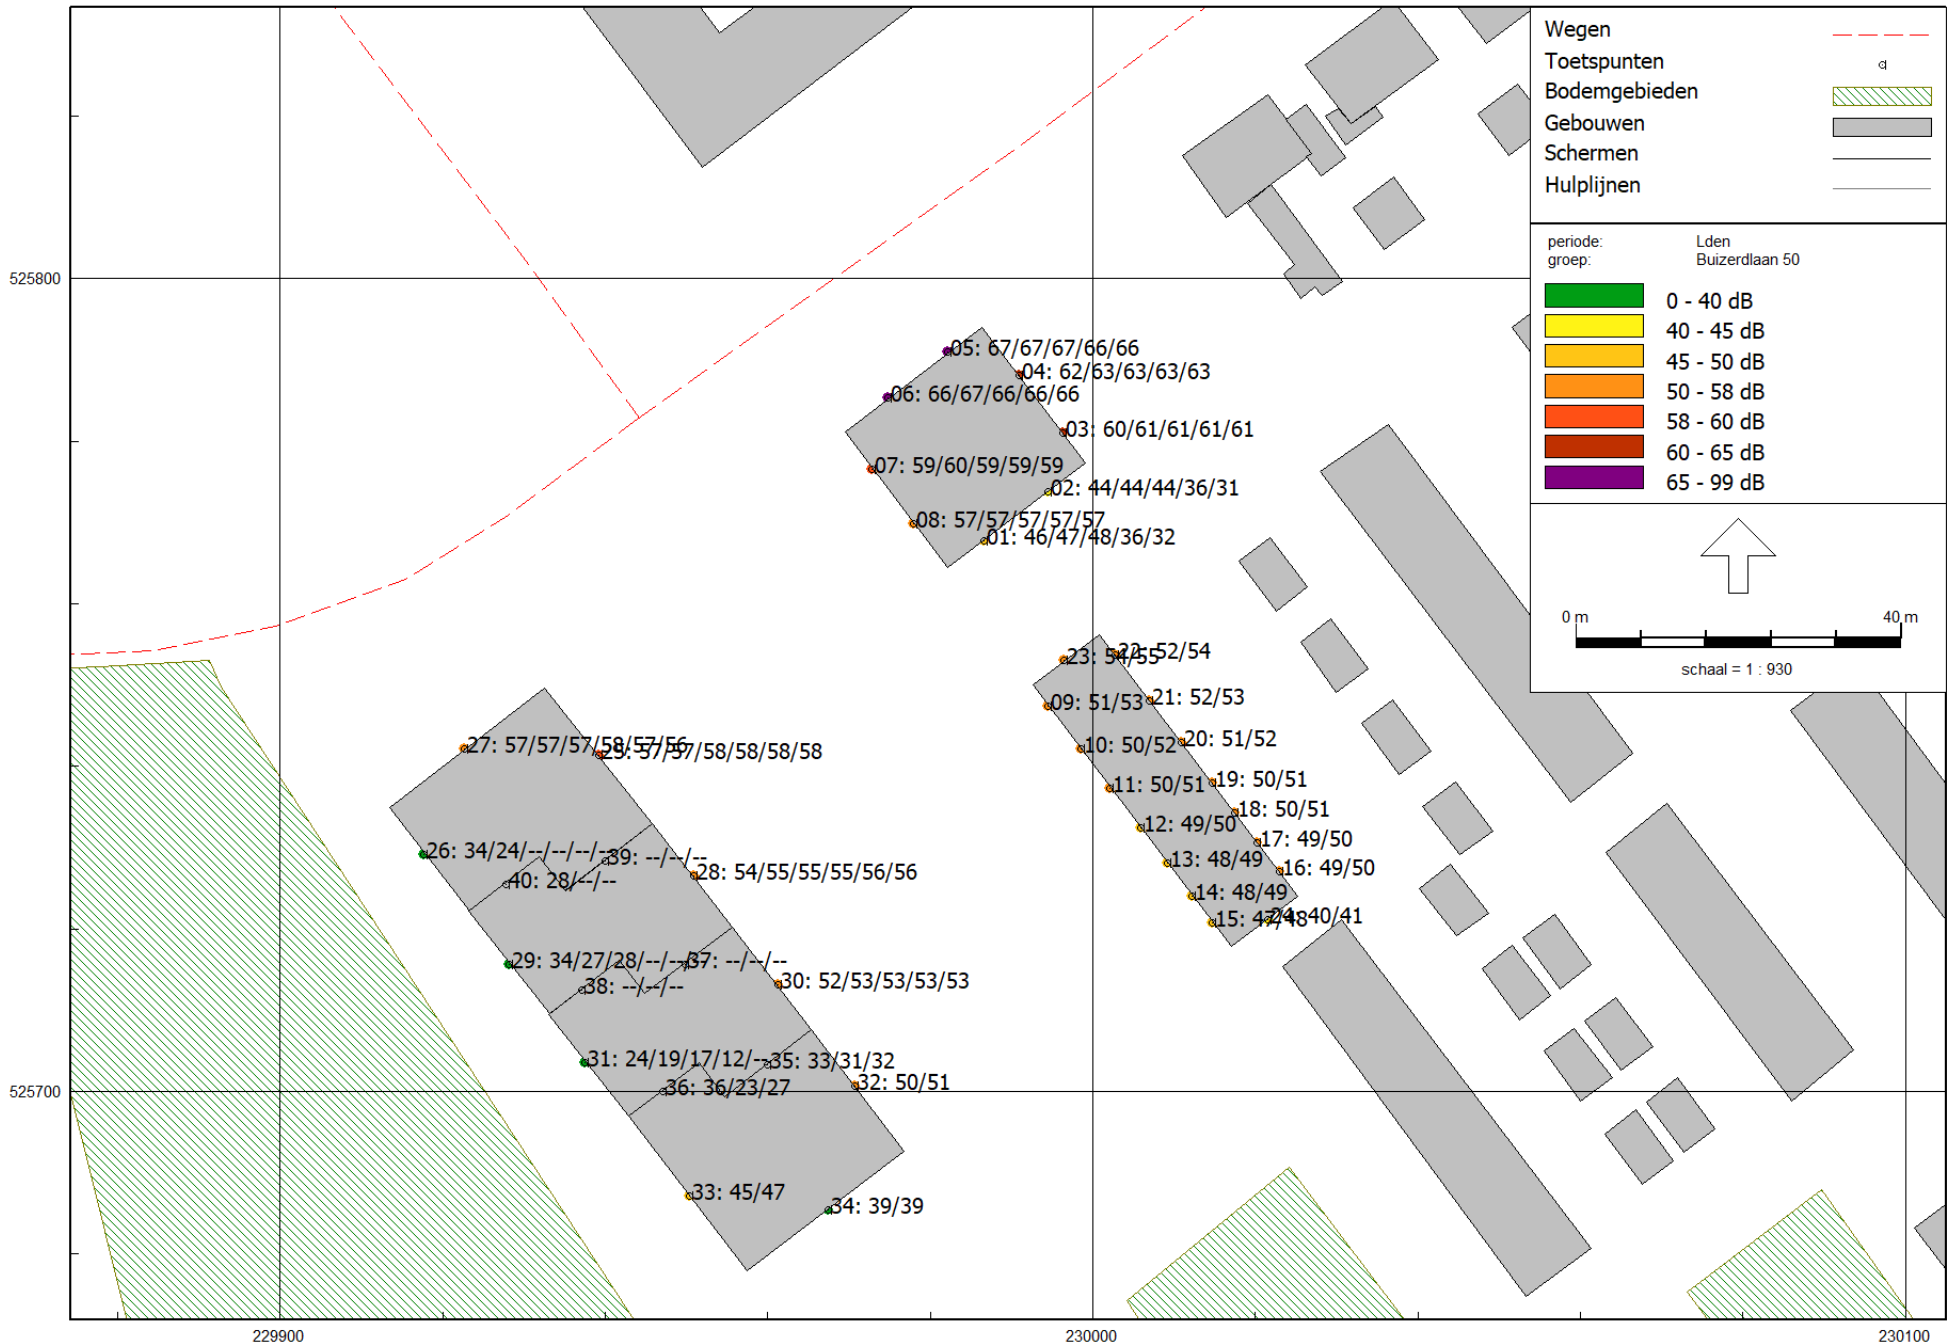 Wegen
Toetspunten
Bodemgebieden
Gebouwen
Schermen
Hulplijnen
periode: Lden
groep: Buizerdlaan 50
0 - 40 dB
40 - 45 dB
45 - 50 dB
50 - 58 dB
58 - 60 dB
60 - 65 dB
65 - 99 dB
0 m 40 m
schaal = 1 : 930
525800
05: 67/67/67/66/66
04: 62/63/63/63/63
06: 66/67/66/66/66
03: 60/61/61/61/61
07: 59/60/59/59/59
02: 44/44/44/36/31
08: 57/57/57/57/57
01: 46/47/48/36/32
22: 52/54
23: 54/55
21: 52/53
09: 51/53
20: 51/52
10: 50/52
19: 50/51
11: 50/51
18: 50/51
12: 49/50
17: 49/50
13: 48/49
16: 49/50
14: 48/49
24: 40/41
15: 47/48
27: 57/57/57/58/57/56
25: 57/57/58/58/58/58
26: 34/24/--/--/--/--
39: --/--/--
28: 54/55/55/55/56/56
40: 28/--/--
29: 34/27/28/--/--
37: --/--/--
30: 52/53/53/53/53
38: --/--/--
31: 24/19/17/12/--
35: 33/31/32
32: 50/51
36: 36/23/27
525700
33: 45/47
34: 39/39
229900
230000
230100